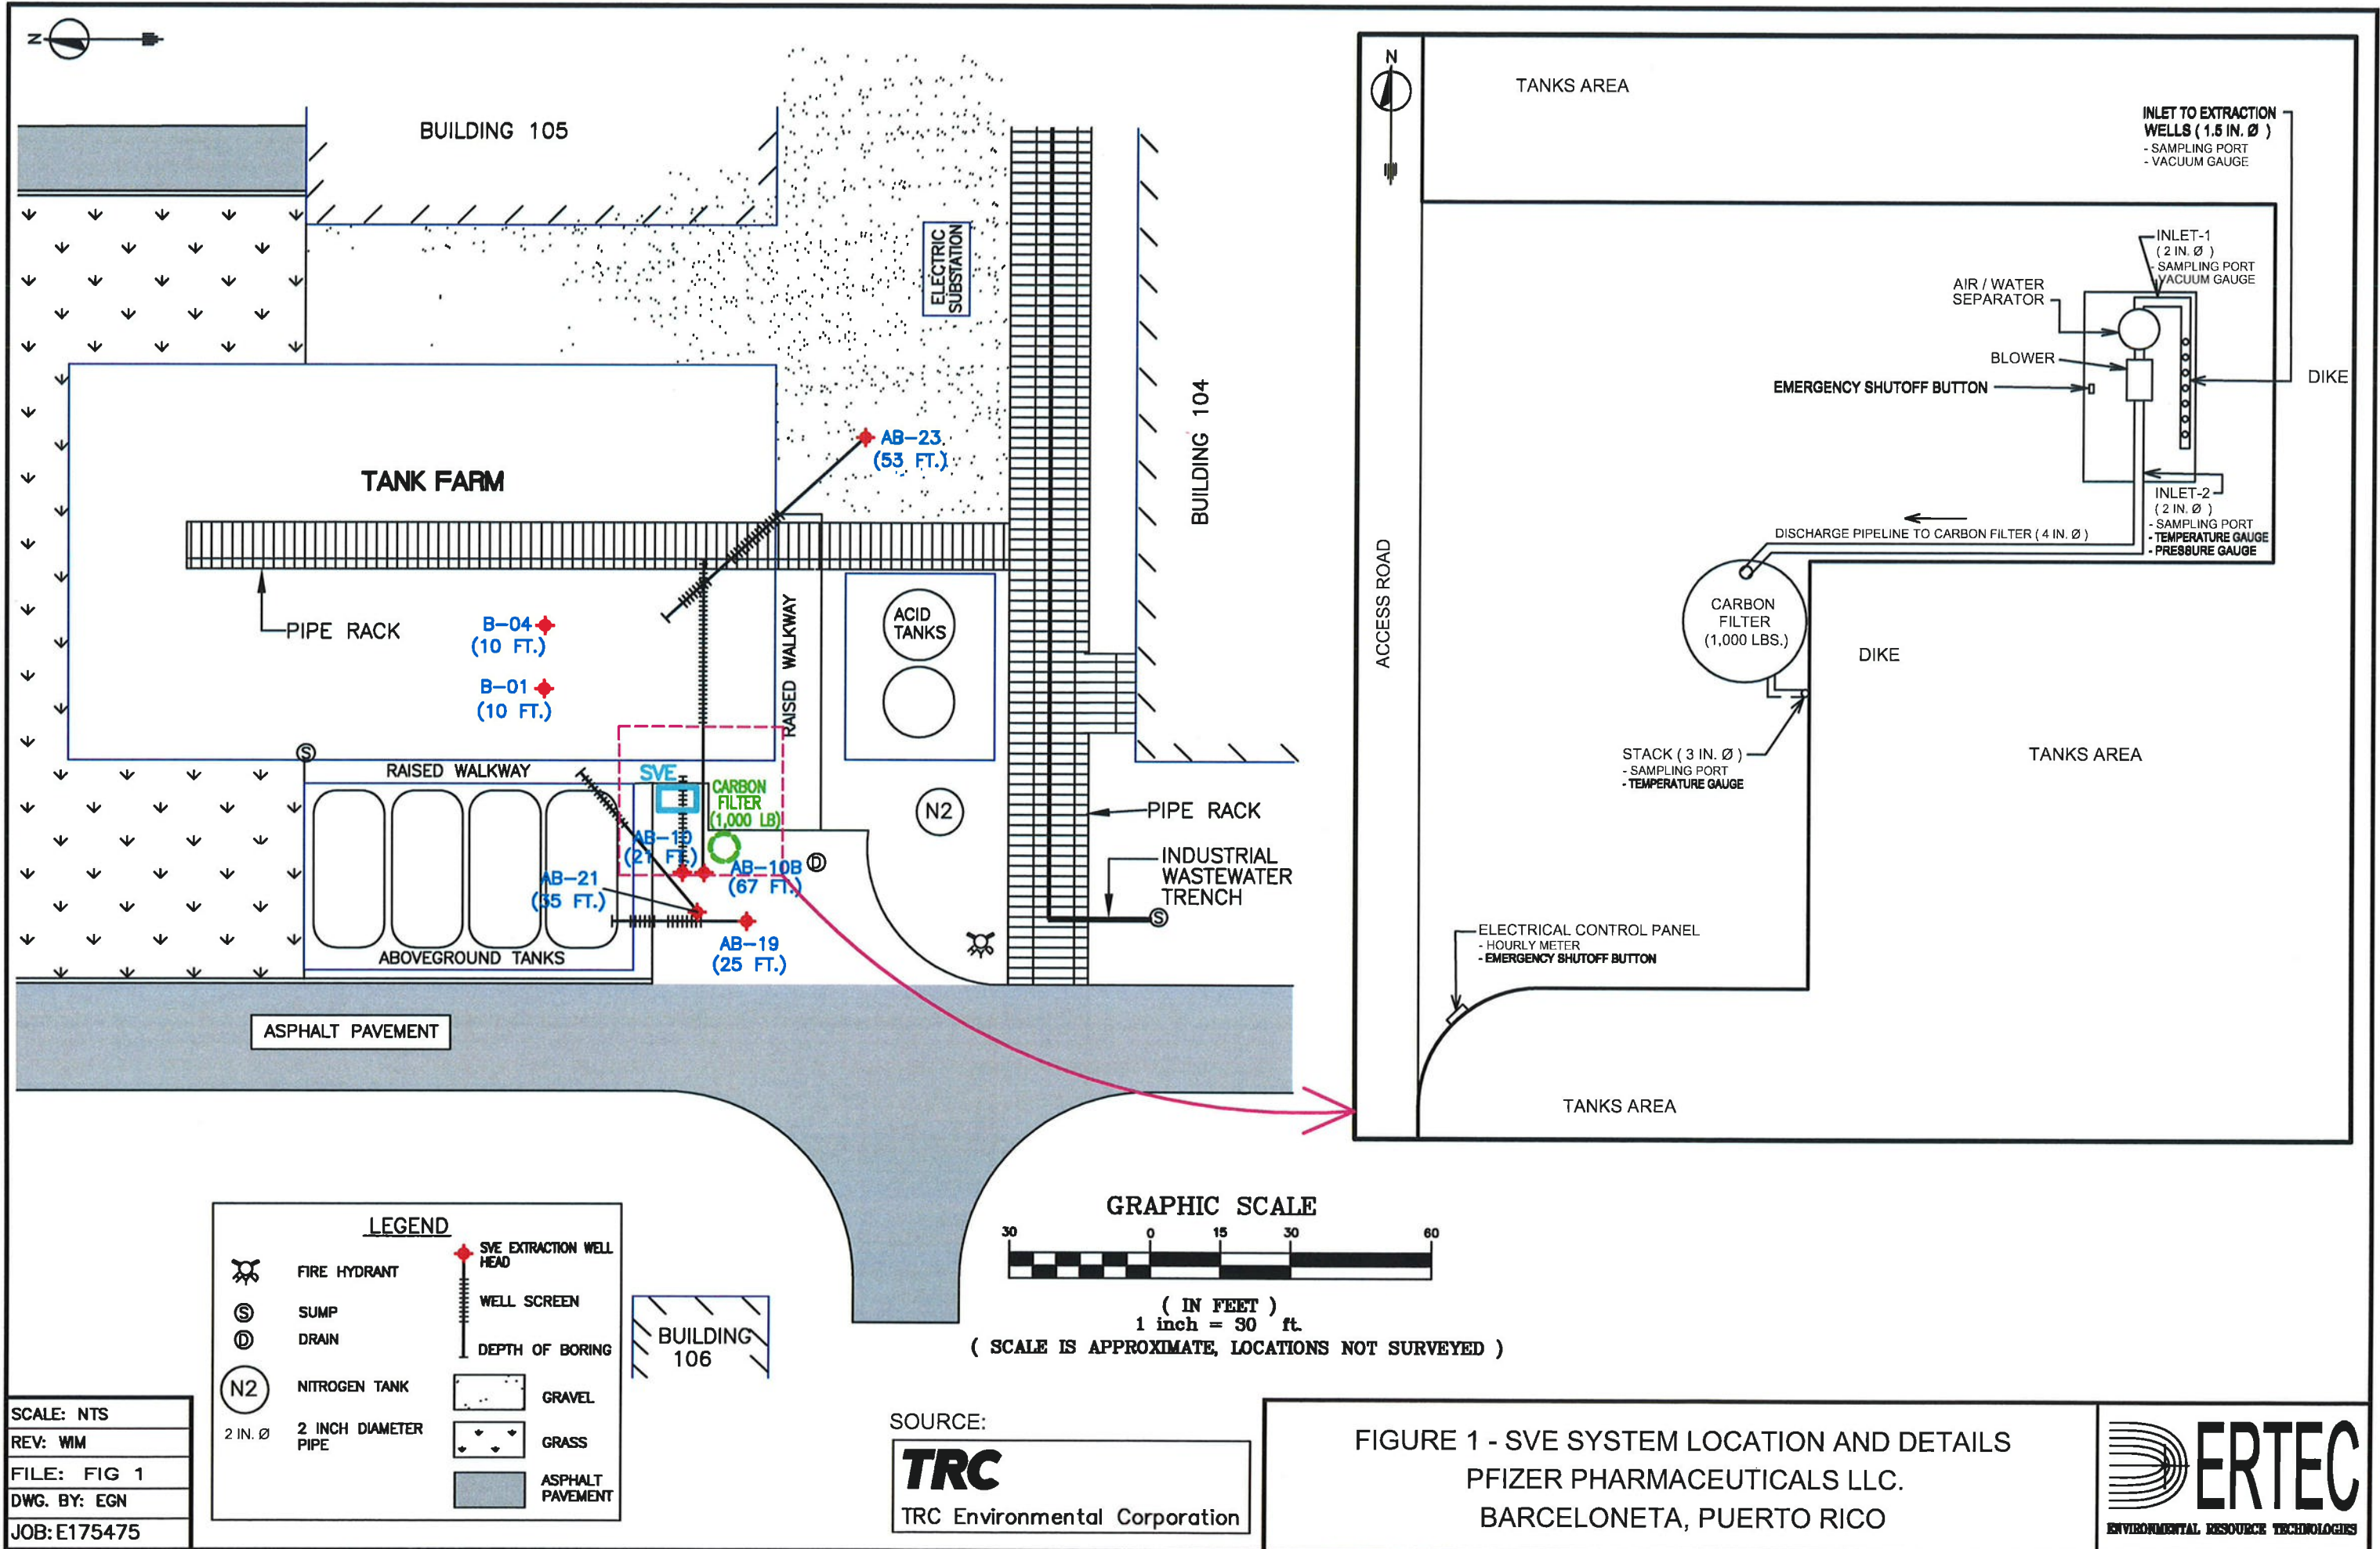 N
BUILDING 105
ELECTRIC
SUBSTATION
BUILDING 104
AB-23
(53 FT.)
TANK FARM
PIPE RACK
B-04
(10 FT.)
B-01
(10 FT.)
RAISED WALKWAY
ACID
TANKS
RAISED WALKWAY
S
SVE
CARBON
FILTER
(1,000 LB)
N2
PIPE RACK
AB-10
(21 FT.)
AB-10B
(67 FT.)
D
INDUSTRIAL
WASTEWATER
TRENCH
S
AB-21
(35 FT.)
AB-19
(25 FT.)
ABOVEGROUND TANKS
ASPHALT PAVEMENT
N
TANKS AREA
INLET TO EXTRACTION
WELLS ( 1.5 IN. Ø )
- SAMPLING PORT
- VACUUM GAUGE
INLET-1
( 2 IN. Ø )
- SAMPLING PORT
VACUUM GAUGE
AIR / WATER
SEPARATOR
BLOWER
EMERGENCY SHUTOFF BUTTON
DIKE
INLET-2
( 2 IN. Ø )
- SAMPLING PORT
- TEMPERATURE GAUGE
- PRESSURE GAUGE
DISCHARGE PIPELINE TO CARBON FILTER ( 4 IN. Ø )
ACCESS ROAD
CARBON
FILTER
(1,000 LBS.)
DIKE
STACK ( 3 IN. Ø )
- SAMPLING PORT
- TEMPERATURE GAUGE
TANKS AREA
ELECTRICAL CONTROL PANEL
- HOURLY METER
- EMERGENCY SHUTOFF BUTTON
TANKS AREA
LEGEND
FIRE HYDRANT
S
SUMP
D
DRAIN
N2
NITROGEN TANK
2 IN. Ø
2 INCH DIAMETER
PIPE
SVE EXTRACTION WELL
HEAD
WELL SCREEN
DEPTH OF BORING
GRAVEL
GRASS
ASPHALT
PAVEMENT
BUILDING
106
GRAPHIC SCALE
30 0 15 30 60
( IN FEET )
1 inch = 30 ft.
( SCALE IS APPROXIMATE, LOCATIONS NOT SURVEYED )
SCALE: NTS
REV: WIM
FILE: FIG 1
DWG. BY: EGN
JOB: E175475
SOURCE:
TRC
TRC Environmental Corporation
FIGURE 1 - SVE SYSTEM LOCATION AND DETAILS
PFIZER PHARMACEUTICALS LLC.
BARCELONETA, PUERTO RICO
ERTEC
ENVIRONMENTAL RESOURCE TECHNOLOGIES